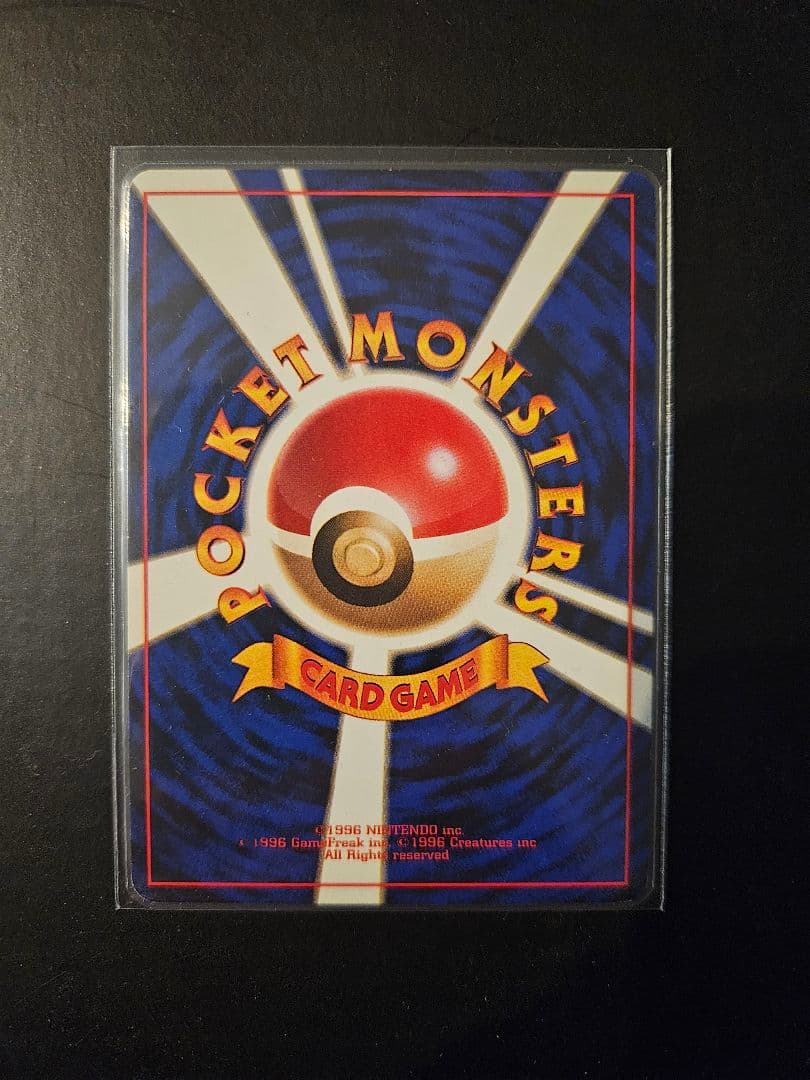 POCKET MONSTERS
CARD GAME
©1996 NINTENDO inc.
© 1996 GameFreak inc. ©1996 Creatures inc
All Rights reserved